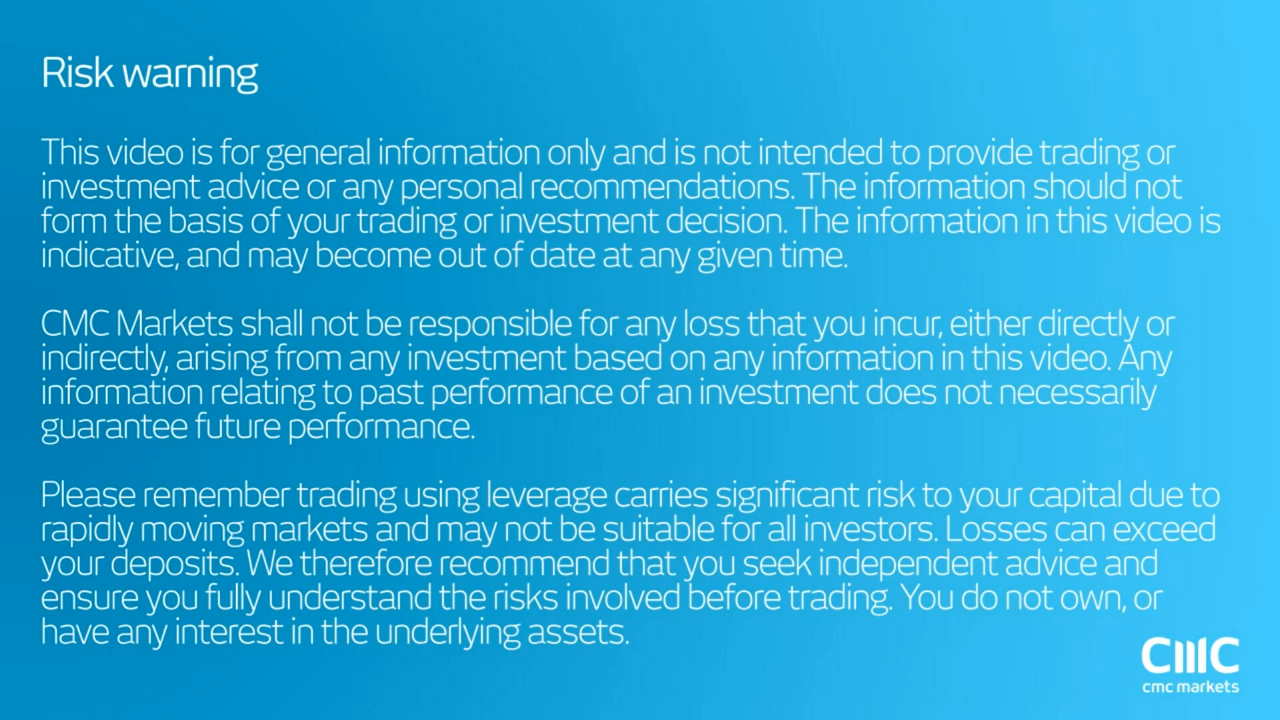 Risk warning
This video is for general information only and is not intended to provide trading or
investment advice or any personal recommendations. The information should not
form the basis of your trading or investment decision. The information in this video is
indicative, and may become out of date at any given time.
CMC Markets shall not be responsible for any loss that you incur, either directly or
indirectly, arising from any investment based on any information in this video. Any
information relating to past performance of an investment does not necessarily
guarantee future performance.
Please remember trading using leverage carries significant risk to your capital due to
rapidly moving markets and may not be suitable for all investors. Losses can exceed
your deposits. We therefore recommend that you seek independent advice and
ensure you fully understand the risks involved before trading. You do not own, or
have any interest in the underlying assets.
CMC
cmc markets